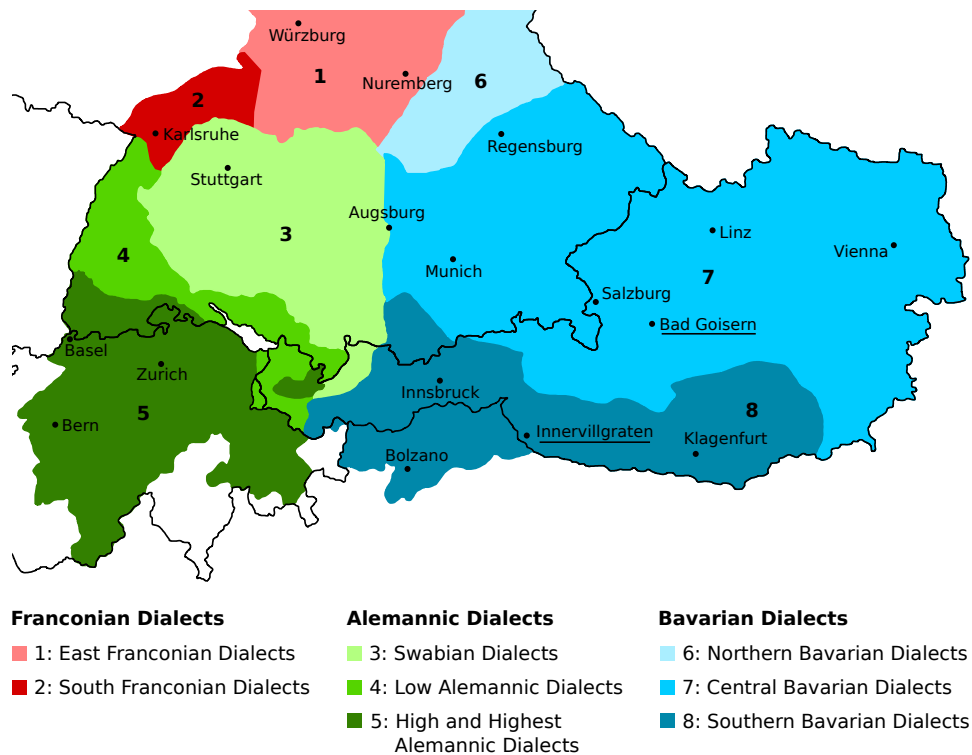 Würzburg
1
Nuremberg
6
2
Karlsruhe
Regensburg
Stuttgart
Augsburg
3
4
Linz
Vienna
Munich
7
Salzburg
Bad Goisern
Basel
Zurich
Innsbruck
5
8
Bern
Innervillgraten
Klagenfurt
Bolzano
Franconian Dialects
1: East Franconian Dialects
2: South Franconian Dialects
Alemannic Dialects
3: Swabian Dialects
4: Low Alemannic Dialects
5: High and Highest
Alemannic Dialects
Bavarian Dialects
6: Northern Bavarian Dialects
7: Central Bavarian Dialects
8: Southern Bavarian Dialects